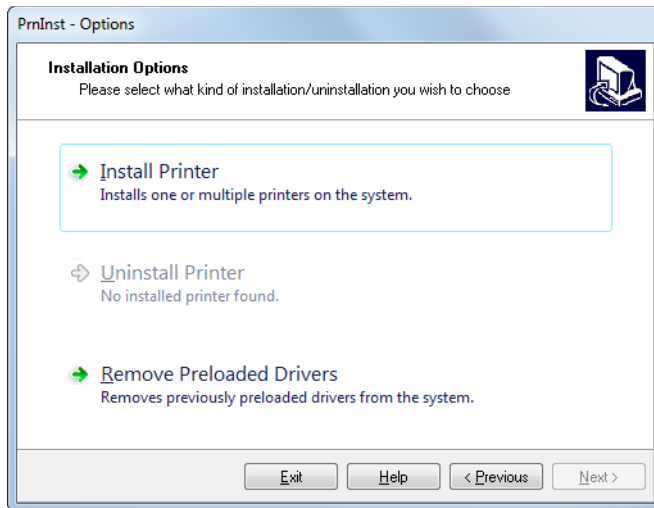 PrnInst - Options
Installation Options
Please select what kind of installation/uninstallation you wish to choose
Install Printer
Installs one or multiple printers on the system.
Uninstall Printer
No installed printer found.
Remove Preloaded Drivers
Removes previously preloaded drivers from the system.
Exit Help < Previous Next >